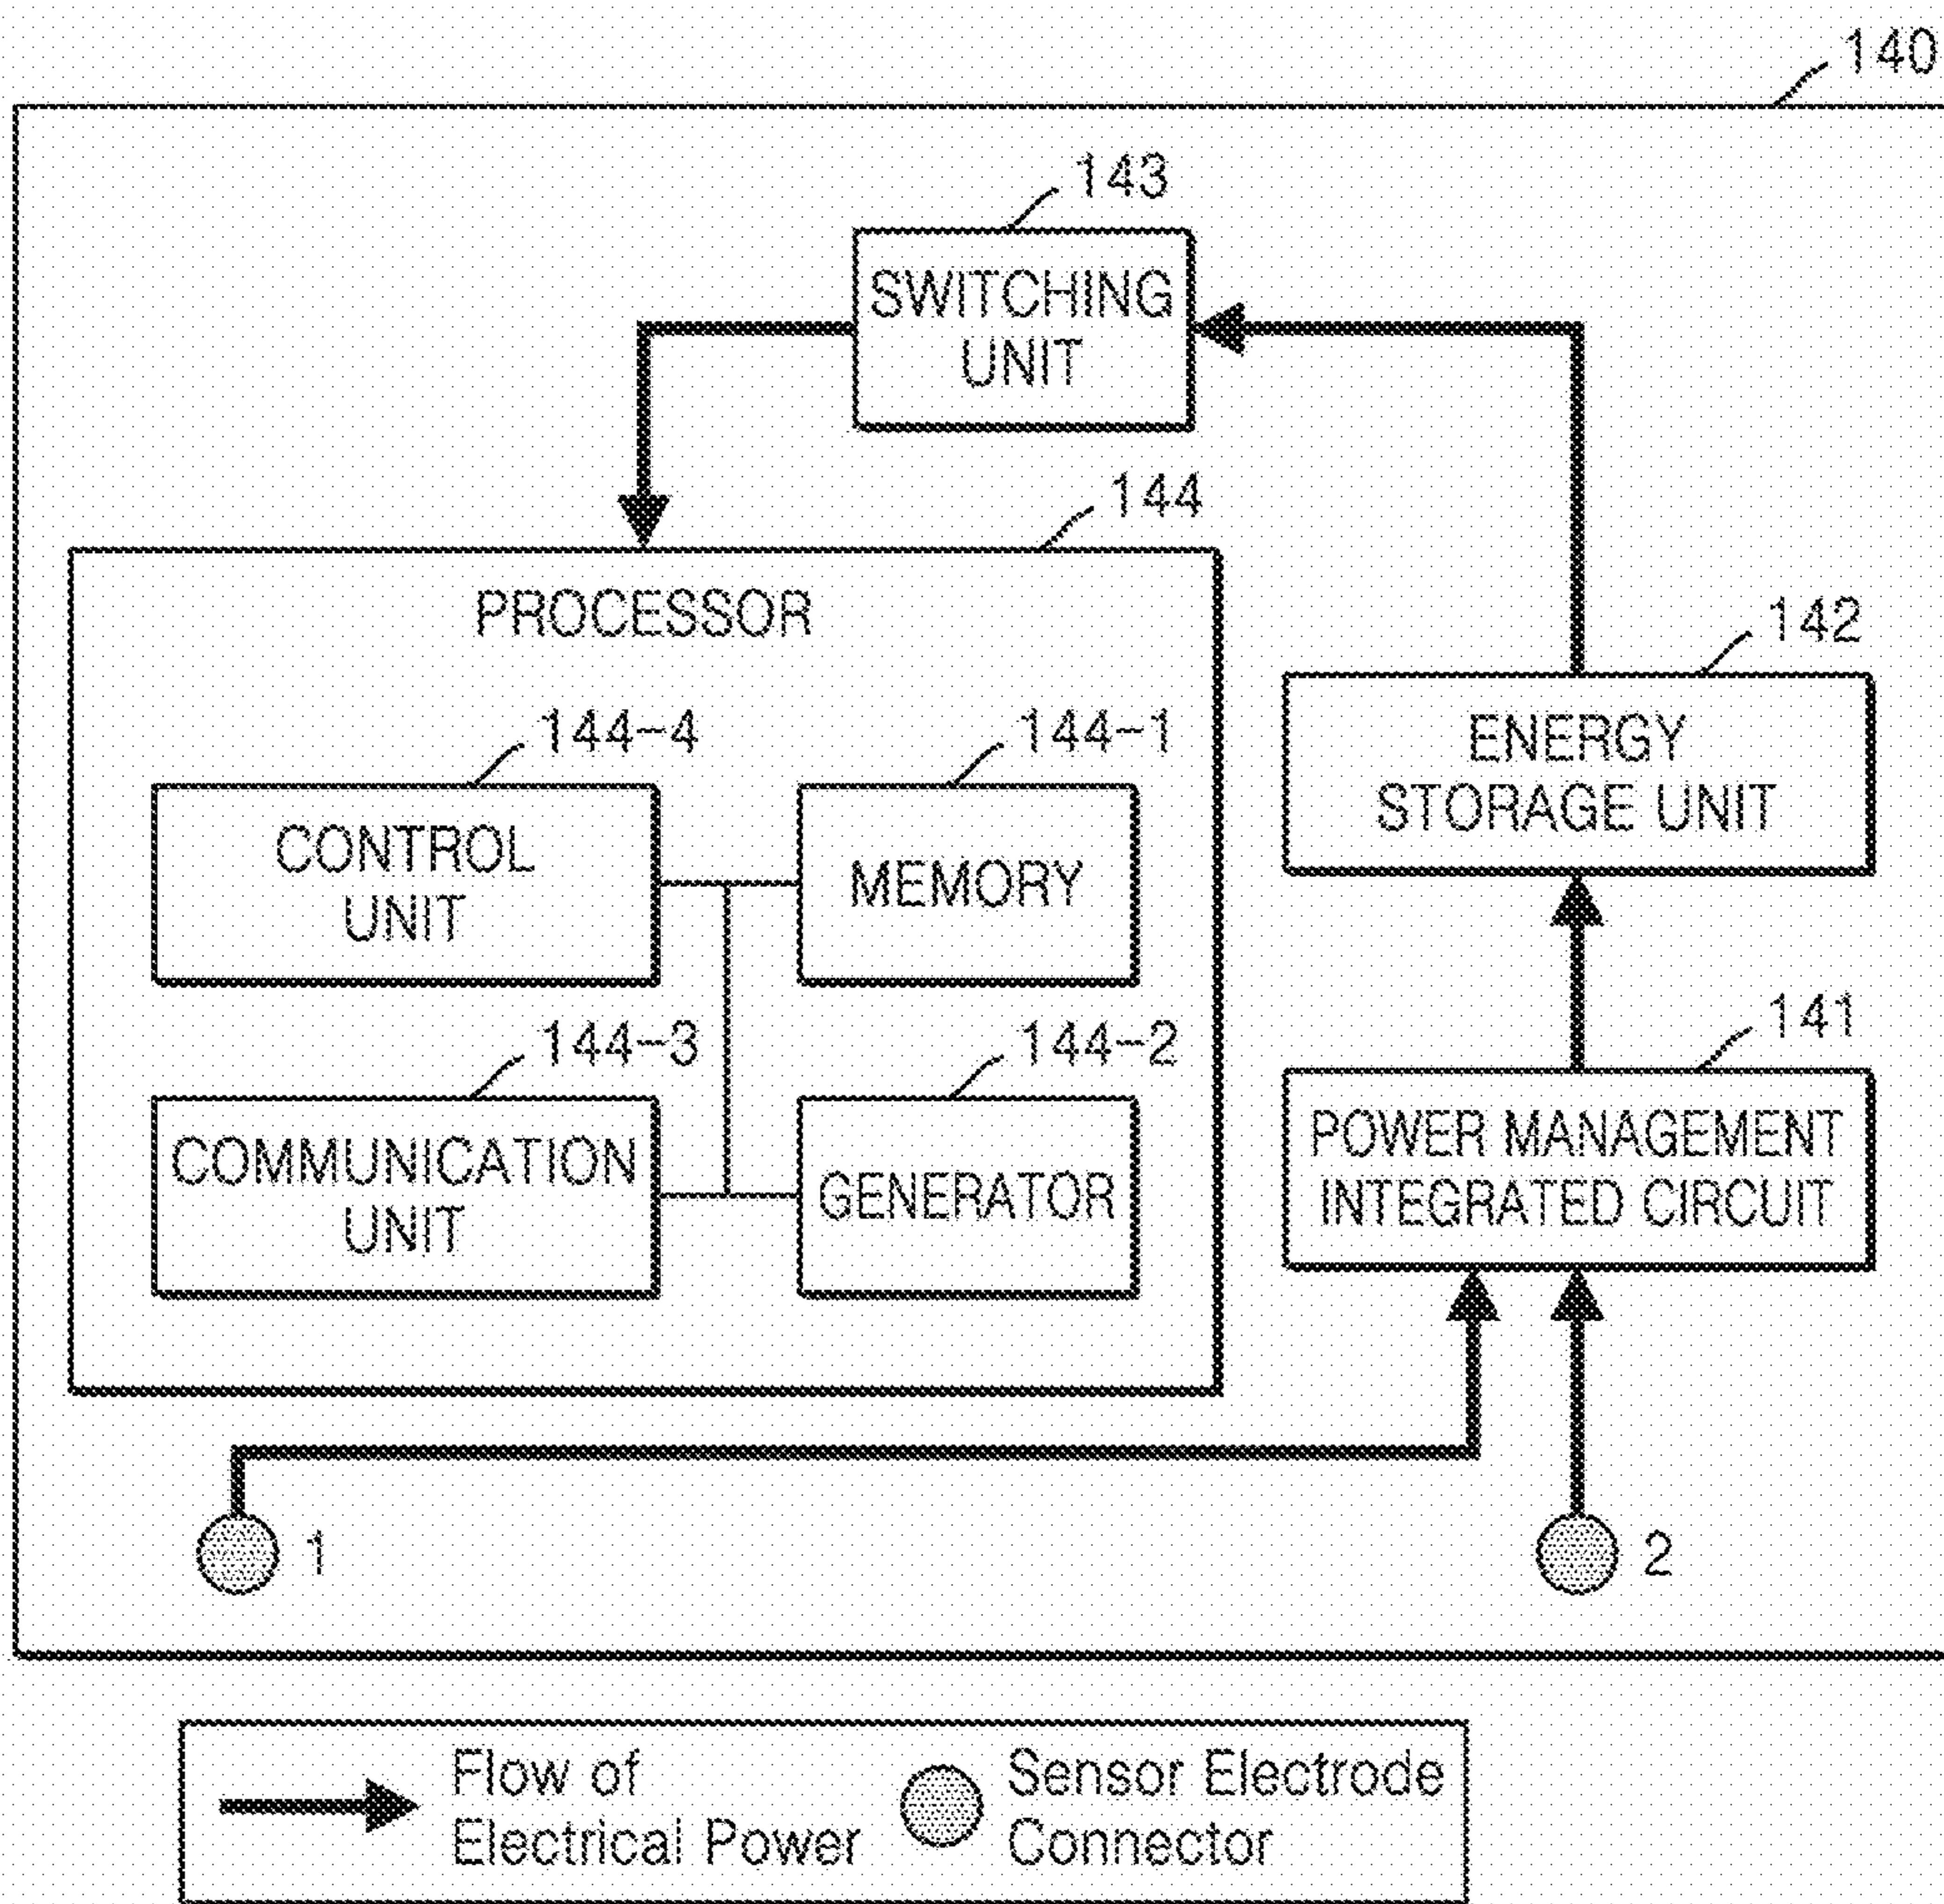 140
143
SWITCHING
UNIT
144
PROCESSOR
142
ENERGY
STORAGE UNIT
144-4
144-1
CONTROL
UNIT
MEMORY
144-3
144-2
141
COMMUNICATION
UNIT
GENERATOR
POWER MANAGEMENT
INTEGRATED CIRCUIT
1
2
Flow of
Electrical Power
Sensor Electrode
Connector